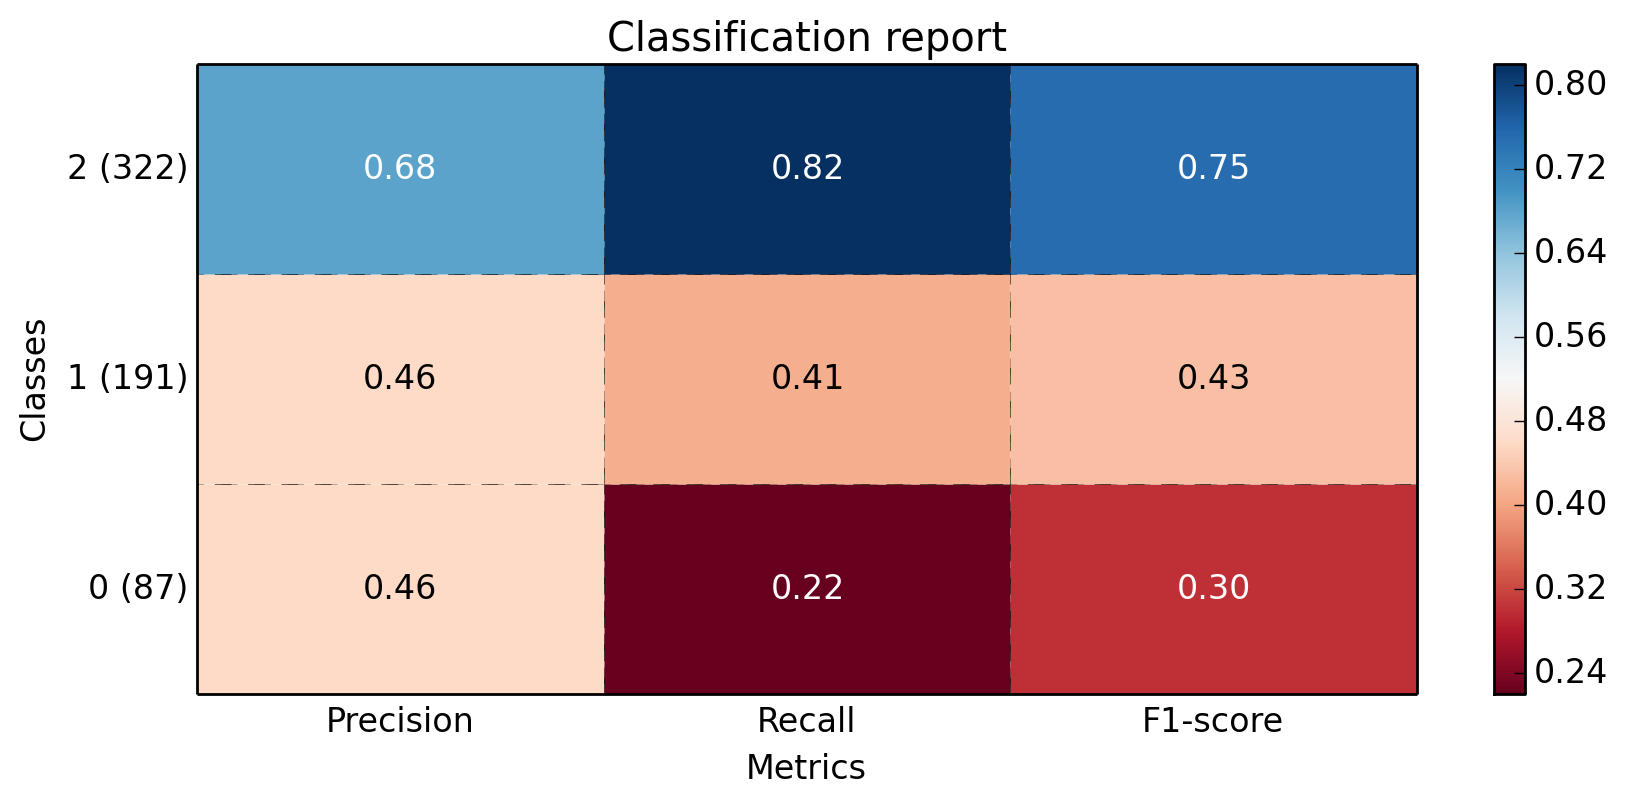 Classification report
2 (322) 0.68 0.82 0.75
1 (191) 0.46 0.41 0.43
0 (87) 0.46 0.22 0.30
Precision Recall F1-score
Metrics
Classes
0.80
0.72
0.64
0.56
0.48
0.40
0.32
0.24